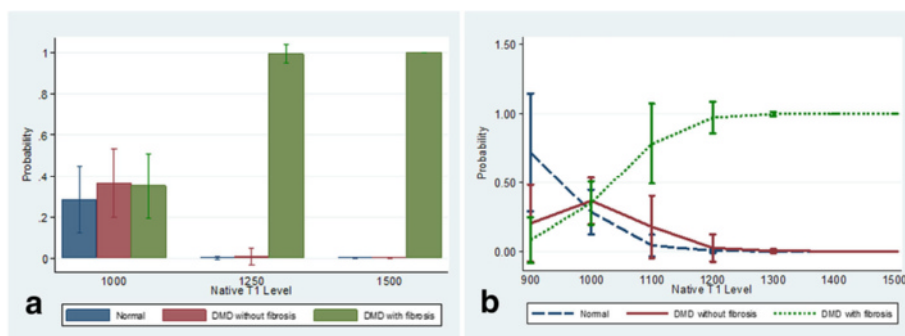 1
.8
.6
.4
.2
0
Probability
1000
1250
1500
Native T1 Level
a
Normal
DMD without fibrosis
DMD with fibrosis
1.50
1.00
0.50
0.00
Probability
900
1000
1100
1200
1300
1400
1500
Native T1 Level
b
Normal
DMD without fibrosis
DMD with fibrosis